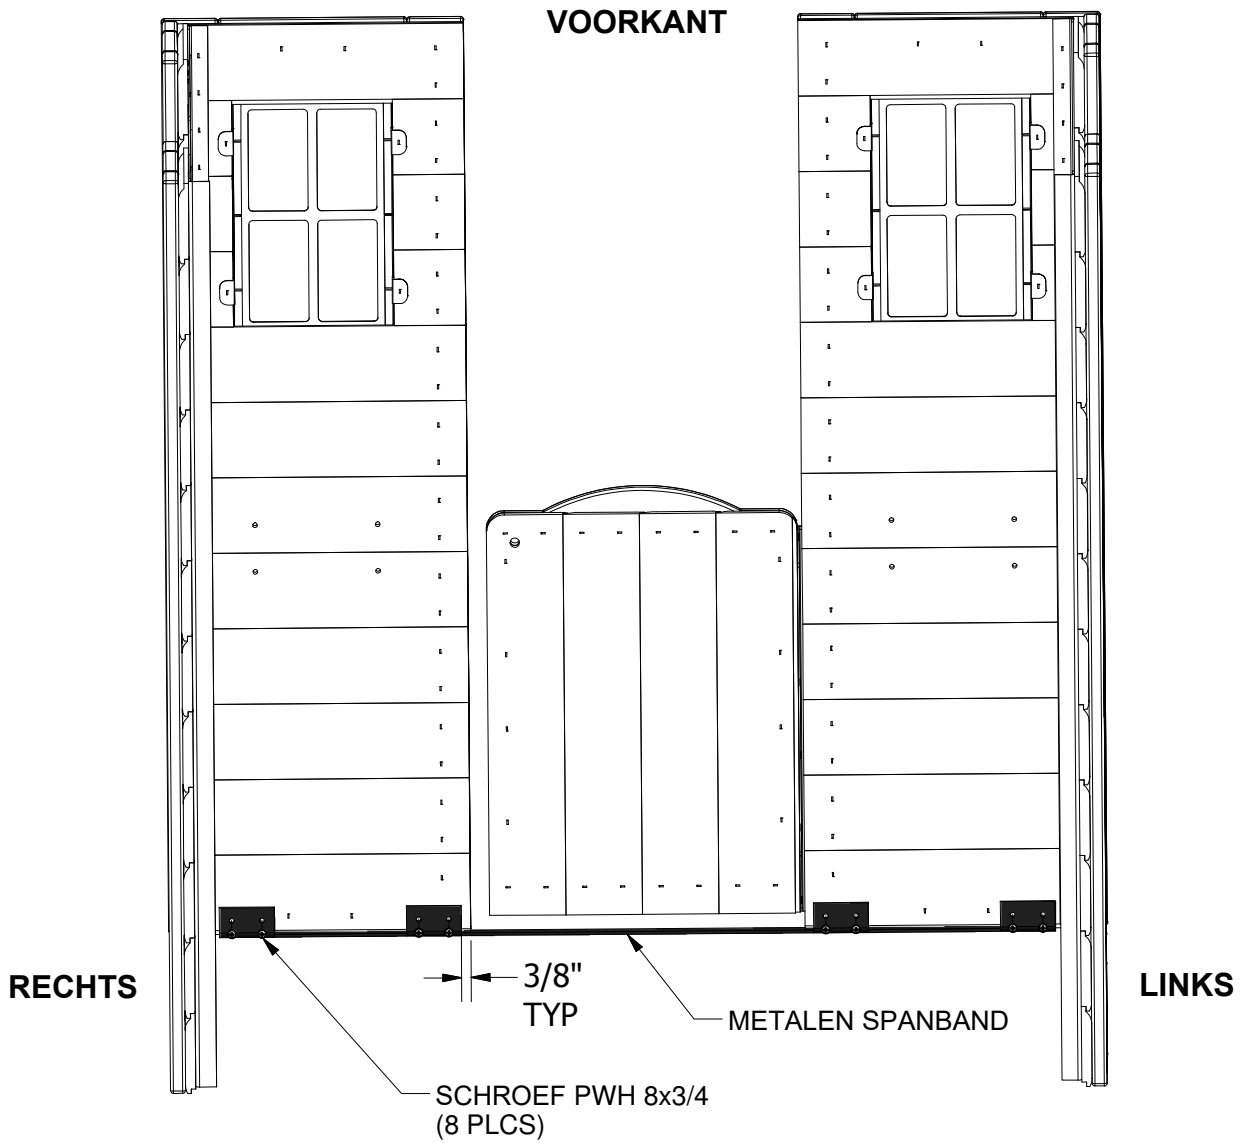 VOORKANT
RECHTS
LINKS
3/8"
TYP
METALEN SPANBAND
SCHROEF PWH 8x3/4
(8 PLCS)